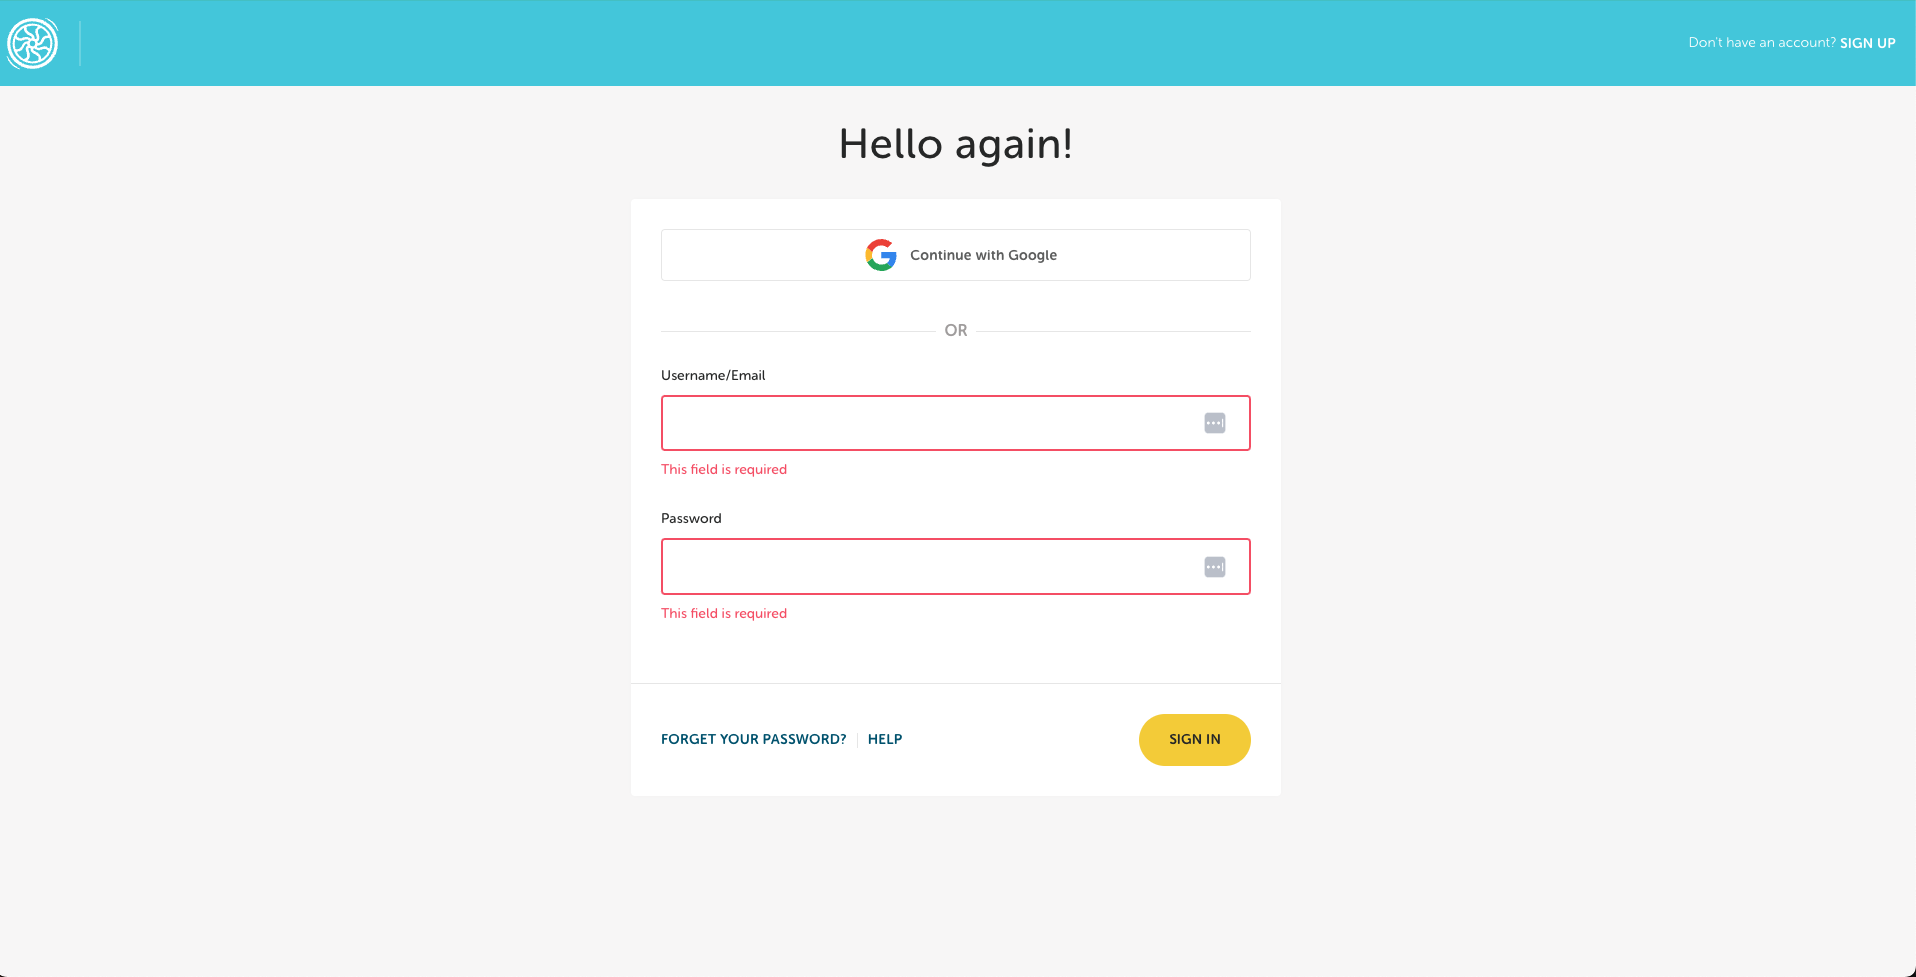 Don't have an account? SIGN UP
Hello again!
Continue with Google
OR
Username/Email
This field is required
Password
This field is required
FORGET YOUR PASSWORD? HELP
SIGN IN